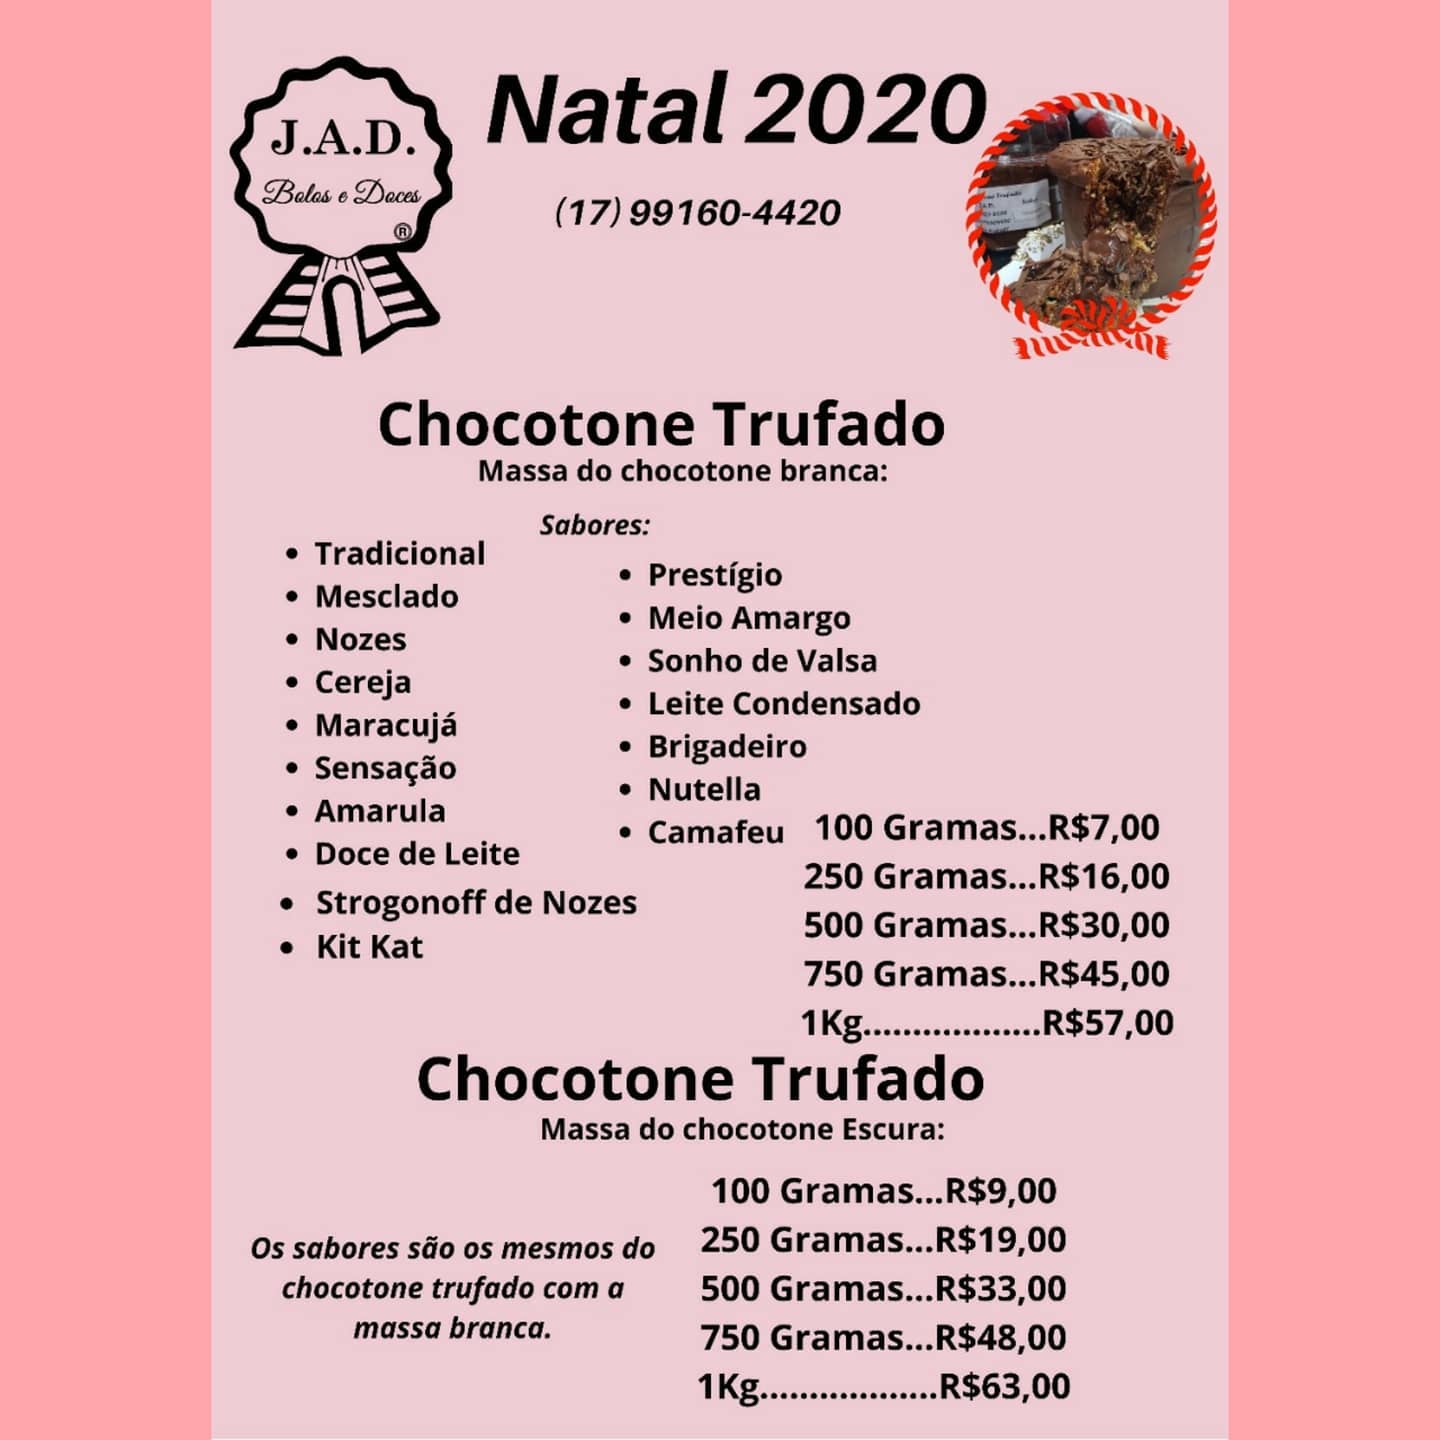 J.A.D.
Bolos e Doces
®
Natal 2020
(17) 99160-4420
Chocotone Trufado
Massa do chocotone branca:
Sabores:
• Tradicional
• Mesclado
• Nozes
• Cereja
• Maracujá
• Sensação
• Amarula
• Doce de Leite
• Strogonoff de Nozes
• Kit Kat
• Prestígio
• Meio Amargo
• Sonho de Valsa
• Leite Condensado
• Brigadeiro
• Nutella
• Camafeu
100 Gramas...R$7,00
250 Gramas...R$16,00
500 Gramas...R$30,00
750 Gramas...R$45,00
1Kg..................R$57,00
Chocotone Trufado
Massa do chocotone Escura:
Os sabores são os mesmos do
chocotone trufado com a
massa branca.
100 Gramas...R$9,00
250 Gramas...R$19,00
500 Gramas...R$33,00
750 Gramas...R$48,00
1Kg..................R$63,00